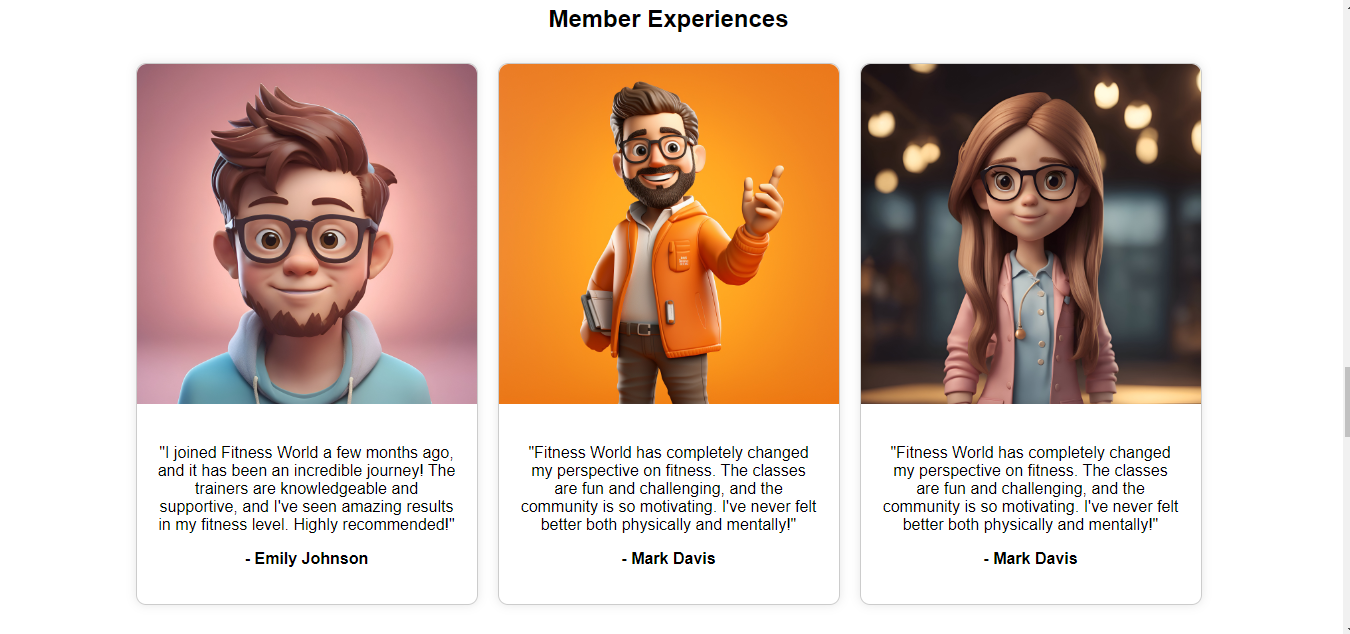 Member Experiences
"I joined Fitness World a few months ago,
and it has been an incredible journey! The
trainers are knowledgeable and
supportive, and I've seen amazing results
in my fitness level. Highly recommended!"
- Emily Johnson
"Fitness World has completely changed
my perspective on fitness. The classes
are fun and challenging, and the
community is so motivating. I've never felt
better both physically and mentally!"
- Mark Davis
"Fitness World has completely changed
my perspective on fitness. The classes
are fun and challenging, and the
community is so motivating. I've never felt
better both physically and mentally!"
- Mark Davis